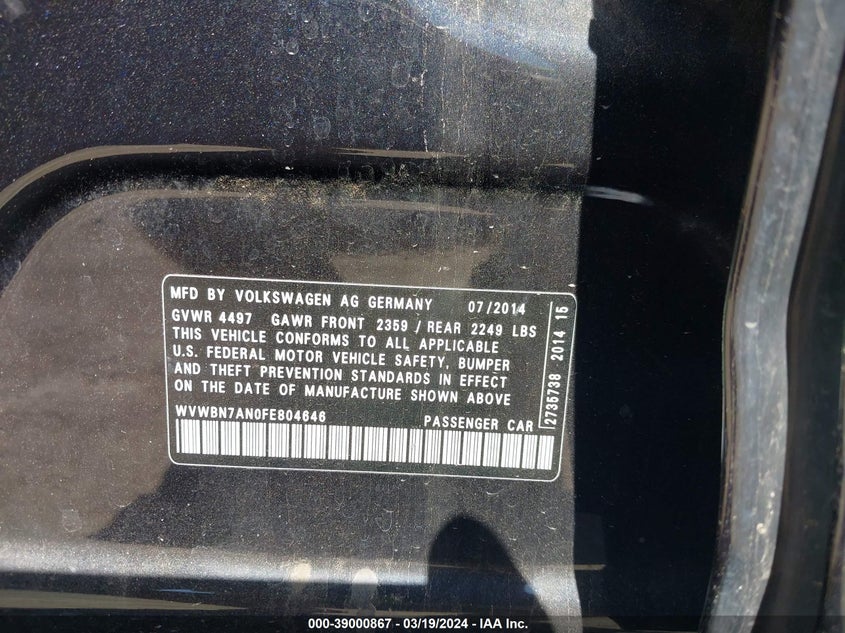 MFD BY VOLKSWAGEN AG GERMANY 07/2014
GVWR 4497 GAWR FRONT 2359 / REAR 2249 LBS
THIS VEHICLE CONFORMS TO ALL APPLICABLE
U.S. FEDERAL MOTOR VEHICLE SAFETY, BUMPER
AND THEFT PREVENTION STANDARDS IN EFFECT
ON THE DATE OF MANUFACTURE SHOWN ABOVE
WVWBN7AN0FE804646 PASSENGER CAR
2735738 2014 15
000-39000867 - 03/19/2024 - IAA Inc.